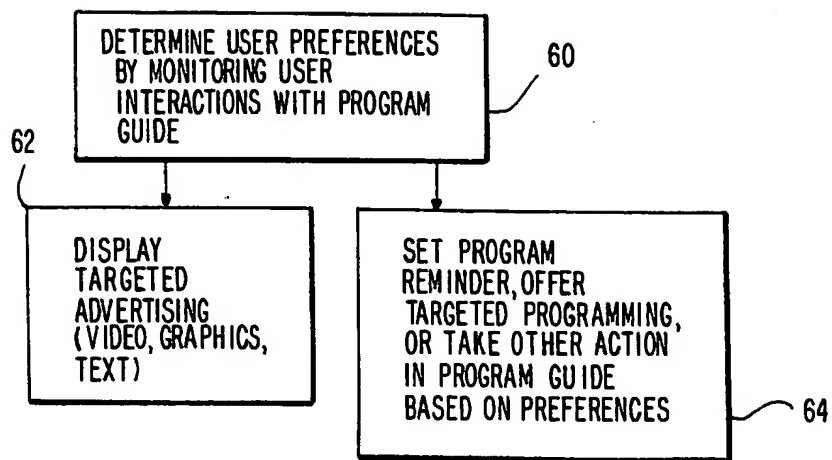 DETERMINE USER PREFERENCES
BY MONITORING USER
INTERACTIONS WITH PROGRAM
GUIDE
60
62
DISPLAY
TARGETED
ADVERTISING
(VIDEO, GRAPHICS,
TEXT)
SET PROGRAM
REMINDER, OFFER
TARGETED PROGRAMMING,
OR TAKE OTHER ACTION
IN PROGRAM GUIDE
BASED ON PREFERENCES
64